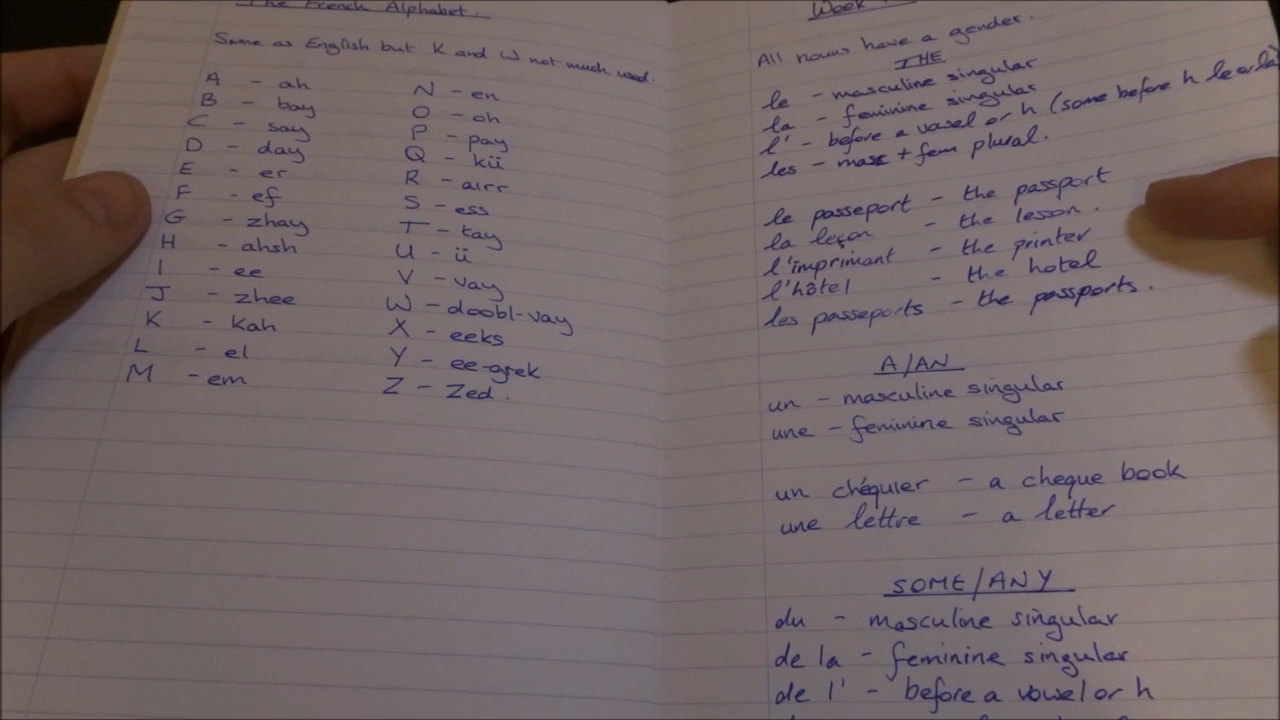 The French Alphabet.
Same as English but K and W not much used.
A - ah
B - bay
C - say
D - day
E - er
F - ef
G - zhay
H - ahsh
I - ee
J - zhee
K - kah
L - el
M - em
N - en
O - oh
P - pay
Q - kü
R - airr
S - ess
T - tay
U - ü
V - vay
W - doobl-vay
X - eeks
Y - ee-grek
Z - Zed.
Week
All nouns have a gender.
THE
le - masculine singular
la - feminine singular
l' - before a vowel or h (some before h le or la)
les - masc + fem plural.
le passeport - the passport
la leçon - the lesson.
l'imprimant - the printer
l'hôtel - the hotel
les passeports - the passports.
A/AN
un - masculine singular
une - feminine singular
un chéquier - a cheque book
une lettre - a letter
SOME/ANY
du - masculine singular
de la - feminine singular
de l' - before a vowel or h